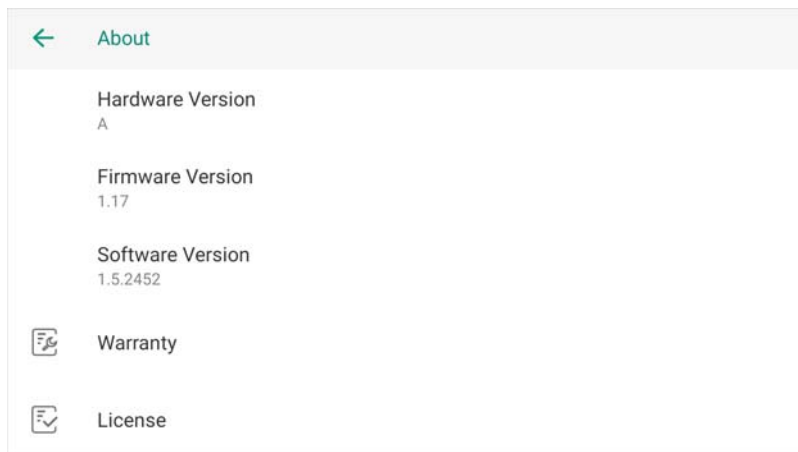 About
Hardware Version
A
Firmware Version
1.17
Software Version
1.5.2452
Warranty
License